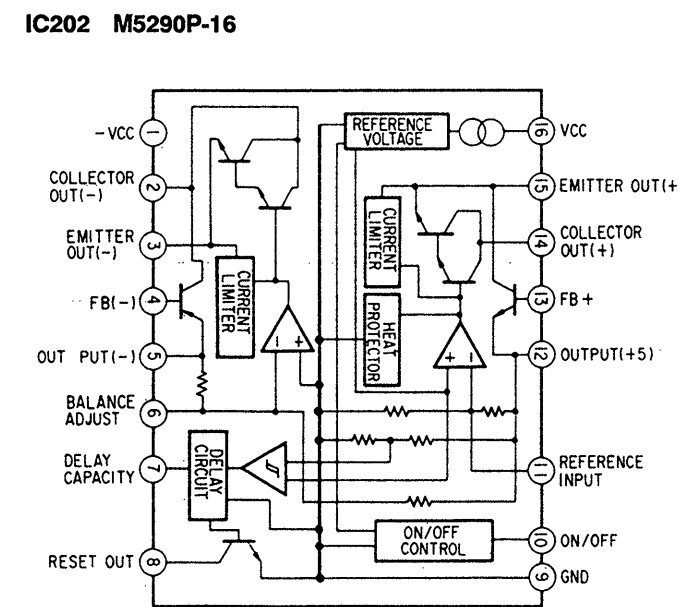 IC202 M5290P-16
-VCC 1
COLLECTOR
OUT(-) 2
EMITTER
OUT(-) 3
FB(-) 4
OUT PUT(-) 5
BALANCE
ADJUST 6
DELAY
CAPACITY 7
RESET OUT 8
16 VCC
15 EMITTER OUT(+
14 COLLECTOR
OUT(+)
13 FB +
12 OUTPUT(+5)
11 REFERENCE
INPUT
10 ON/OFF
9 GND
REFERENCE
VOLTAGE
CURRENT
LIMITER
CURRENT
LIMITER
HEAT
PROTECTOR
- +
+ -
DELAY
CIRCUIT
ON/OFF
CONTROL